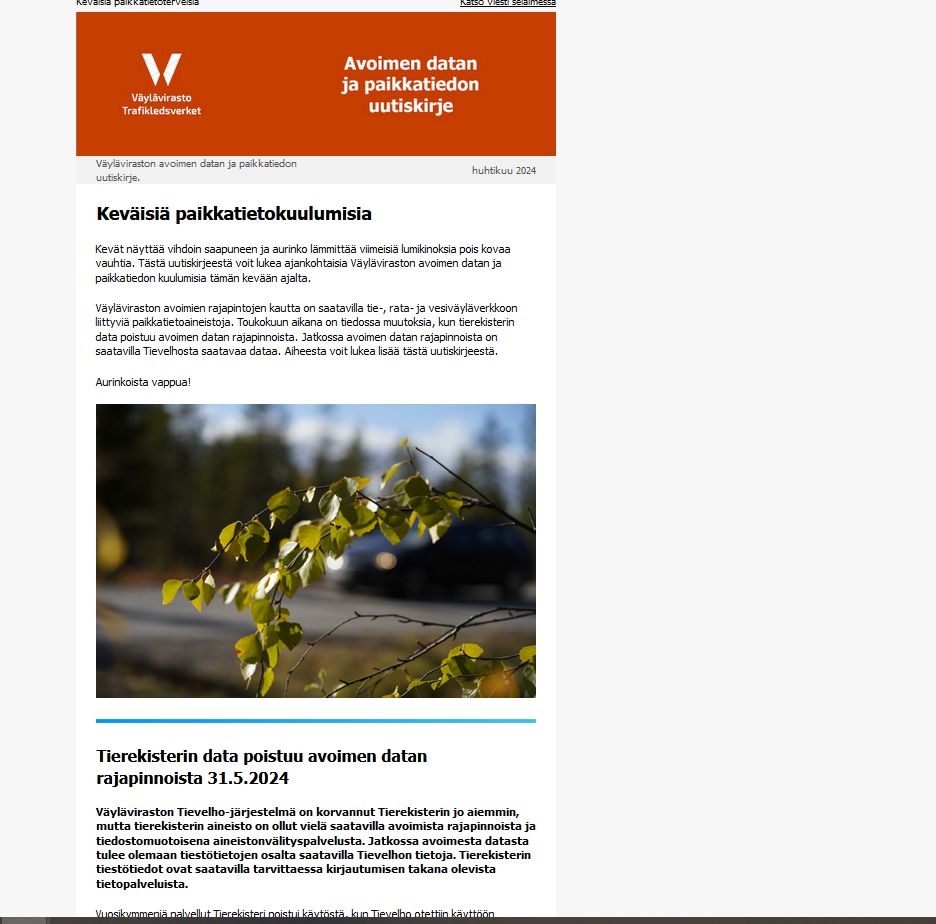 Keväisiä paikkatietoterveisiä
Katso viesti selaimessa
Väylävirasto
Trafikledsverket
Avoimen datan
ja paikkatiedon
uutiskirje
Väyläviraston avoimen datan ja paikkatiedon
uutiskirje.
huhtikuu 2024
Keväisiä paikkatietokuulumisia
Kevät näyttää vihdoin saapuneen ja aurinko lämmittää viimeisiä lumikinoksia pois kovaa
vauhtia. Tästä uutiskirjeestä voit lukea ajankohtaisia Väyläviraston avoimen datan ja
paikkatiedon kuulumisia tämän kevään ajalta.
Väyläviraston avoimien rajapintojen kautta on saatavilla tie-, rata- ja vesiväyläverkkoon
liittyviä paikkatietoaineistoja. Toukokuun aikana on tiedossa muutoksia, kun tierekisterin
data poistuu avoimen datan rajapinnoista. Jatkossa avoimen datan rajapinnoista on
saatavilla Tievelhosta saatavaa dataa. Aiheesta voit lukea lisää tästä uutiskirjeestä.
Aurinkoista vappua!
Tierekisterin data poistuu avoimen datan
rajapinnoista 31.5.2024
Väyläviraston Tievelho-järjestelmä on korvannut Tierekisterin jo aiemmin,
mutta tierekisterin aineisto on ollut vielä saatavilla avoimista rajapinnoista ja
tiedostomuotoisena aineistonvälityspalvelusta. Jatkossa avoimesta datasta
tulee olemaan tiestötietojen osalta saatavilla Tievelhon tietoja. Tierekisterin
tiestötiedot ovat saatavilla tarvittaessa kirjautumisen takana olevista
tietopalveluista.
Vuosikymmeniä palvellut Tierekisteri poistui käytöstä, kun Tievelho otettiin käyttöön